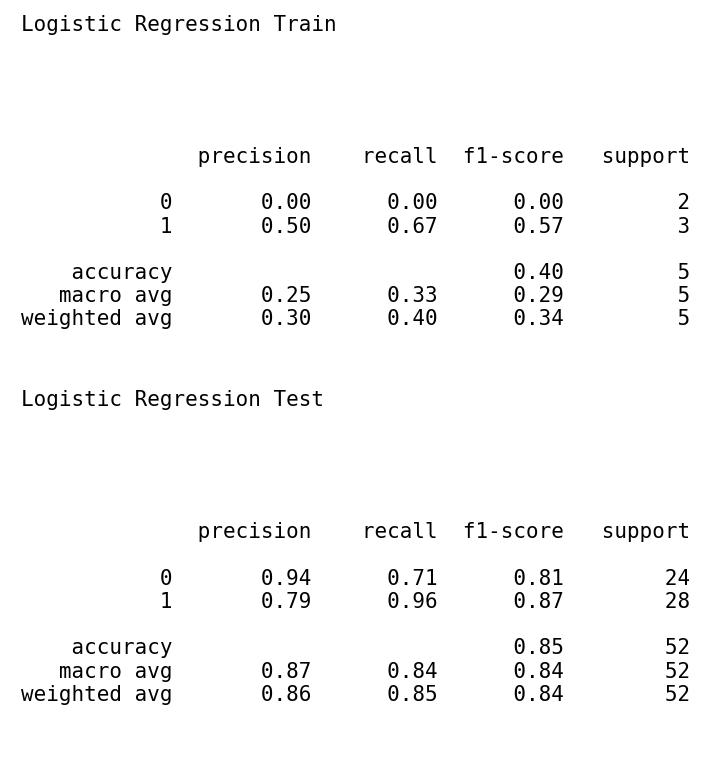 Logistic Regression Train
precision recall f1-score support
0 0.00 0.00 0.00 2
1 0.50 0.67 0.57 3
accuracy 0.40 5
macro avg 0.25 0.33 0.29 5
weighted avg 0.30 0.40 0.34 5
Logistic Regression Test
precision recall f1-score support
0 0.94 0.71 0.81 24
1 0.79 0.96 0.87 28
accuracy 0.85 52
macro avg 0.87 0.84 0.84 52
weighted avg 0.86 0.85 0.84 52